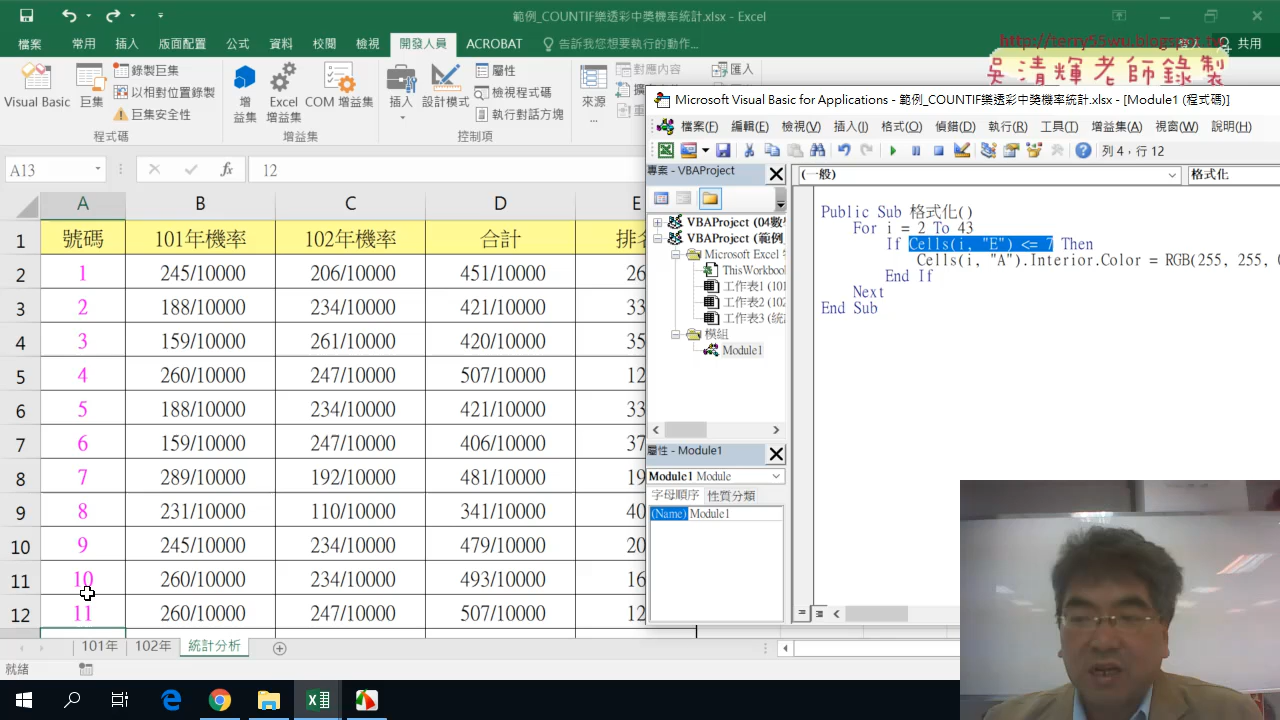 範例_COUNTIF樂透彩中獎機率統計.xlsx - Excel
http://terry55wu.blogspot.tw
吳清輝老師錄製
檔案 常用 插入 版面配置 公式 資料 校閱 檢視 開發人員 ACROBAT 告訴我您想要執行的動作... 登入 共用
Visual Basic 巨集 錄製巨集 以相對位置錄製 巨集安全性 程式碼
增益集 Excel 增益集 COM 增益集 增益集
插入 設計模式 屬性 檢視程式碼 執行對話方塊 控制項
來源 對應內容 匯入
A13 12
A B C D E
1 號碼 101年機率 102年機率 合計
2 1 245/10000 206/10000 451/10000 26
3 2 188/10000 234/10000 421/10000 33
4 3 159/10000 261/10000 420/10000 35
5 4 260/10000 247/10000 507/10000 12
6 5 188/10000 234/10000 421/10000 33
7 6 159/10000 247/10000 406/10000 37
8 7 289/10000 192/10000 481/10000 19
9 8 231/10000 110/10000 341/10000 40
10 9 245/10000 234/10000 479/10000 20
11 10 260/10000 234/10000 493/10000 16
12 11 260/10000 247/10000 507/10000 12
101年 102年 統計分析
就緒
Microsoft Visual Basic for Applications - 範例_COUNTIF樂透彩中獎機率統計.xlsx - [Module1 (程式碼)]
檔案(F) 編輯(E) 檢視(V) 插入(I) 格式(O) 偵錯(D) 執行(R) 工具(T) 增益集(A) 視窗(W) 說明(H)
列 4，行 12
專案 - VBAProject
VBAProject (04數
VBAProject (範例_
Microsoft Excel
ThisWorkboo
工作表1 (101
工作表2 (102
工作表3 (統
模組
Module1
屬性 - Module1
Module1 Module
字母順序 性質分類
(Name) Module1
(一般) 格式化
Public Sub 格式化()
For i = 2 To 43
If Cells(i, "E") <= 7 Then
Cells(i, "A").Interior.Color = RGB(255, 255, 0
End If
Next
End Sub